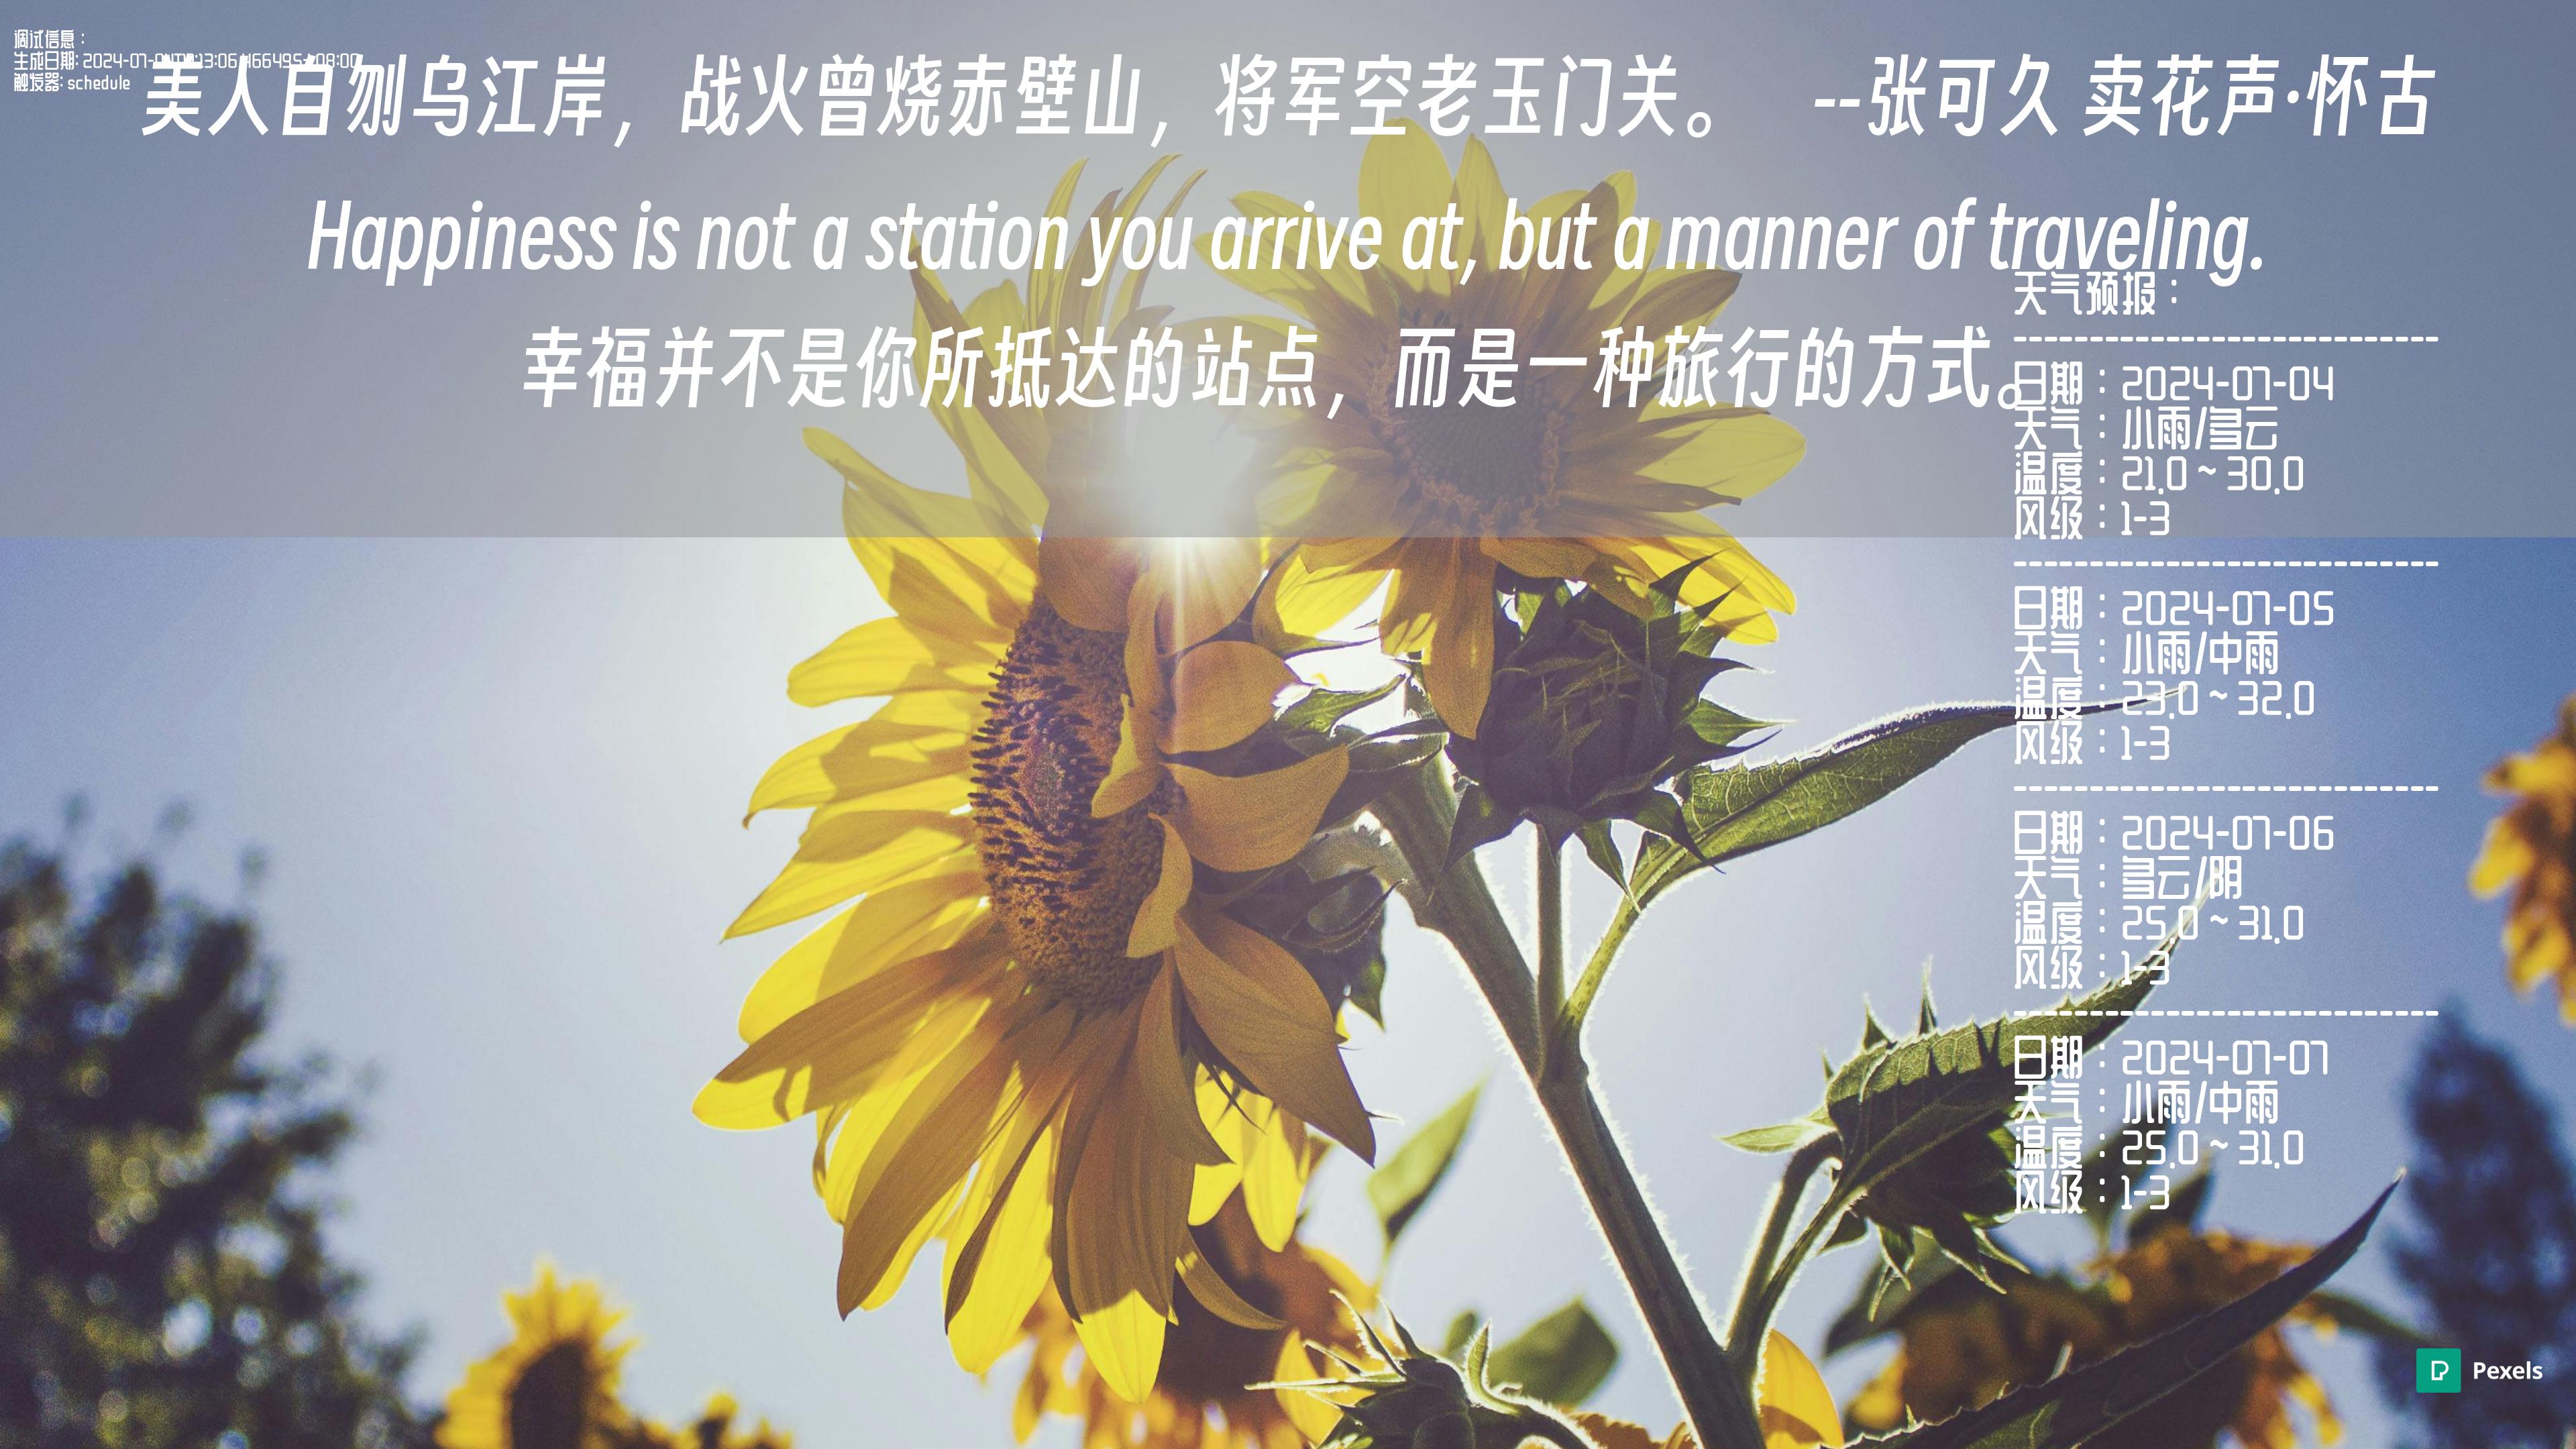 调试信息：
生成日期:
触发器: schedule
美人自刎乌江岸，战火曾烧赤壁山，将军空老玉门关。 --张可久 卖花声·怀古
Happiness is not a station you arrive at, but a manner of traveling.
幸福并不是你所抵达的站点，而是一种旅行的方式。
天气预报：
------------------------------
日期：2024-07-04
天气：小雨/多云
温度：21.0 ~ 30.0
风级：1-3
------------------------------
日期：2024-07-05
天气：小雨/中雨
温度：23.0 ~ 32.0
风级：1-3
------------------------------
日期：2024-07-06
天气：多云/阴
温度：25.0 ~ 31.0
风级：1-3
------------------------------
日期：2024-07-07
天气：小雨/中雨
温度：25.0 ~ 31.0
风级：1-3
Pexels